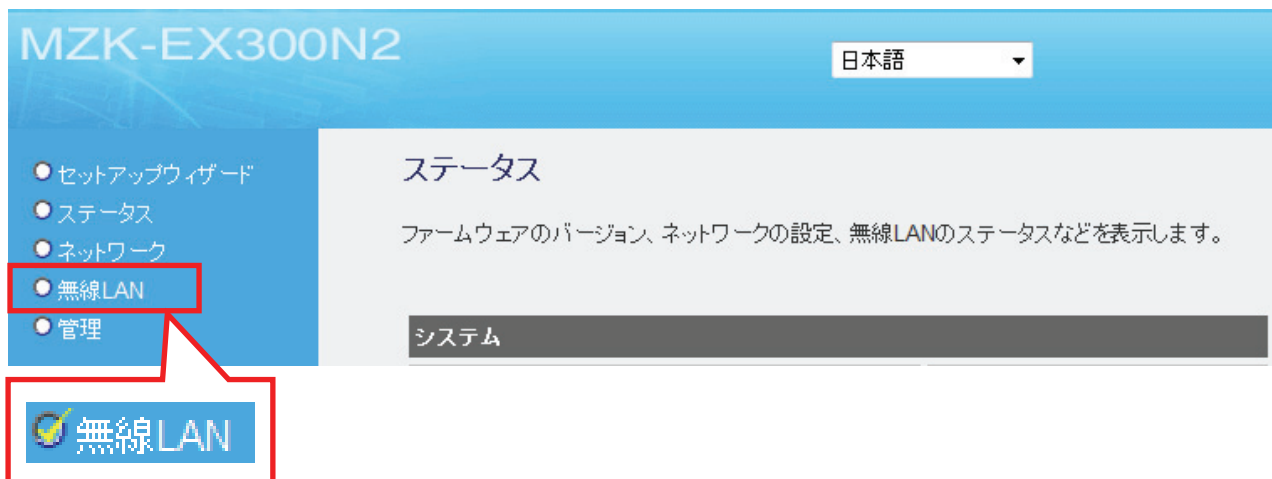 MZK-EX300N2
日本語
セットアップウィザード
ステータス
ネットワーク
無線LAN
管理
ステータス
ファームウェアのバージョン、ネットワークの設定、無線LANのステータスなどを表示します。
システム
無線LAN